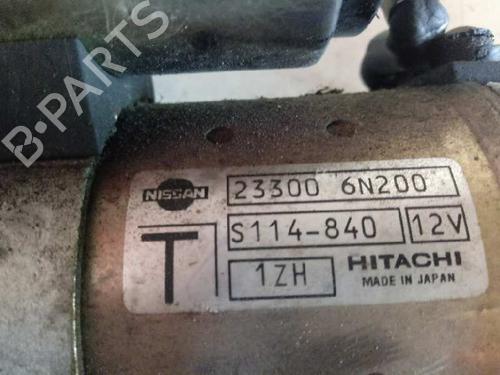 B-PARTS
NISSAN 23300 6N200
T S114-840 12V
1ZH HITACHI
MADE IN JAPAN